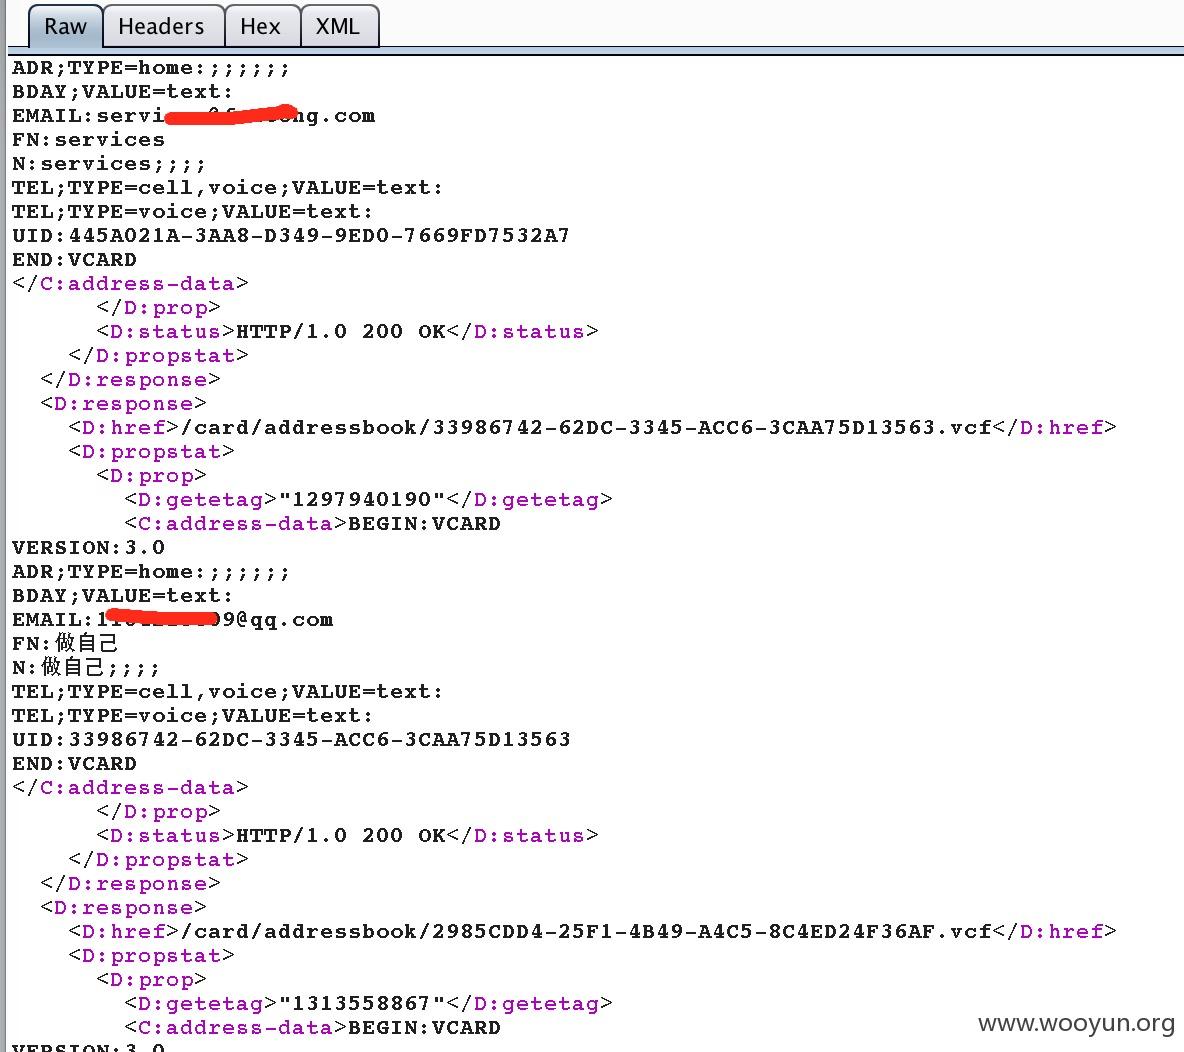 Raw Headers Hex XML
ADR;TYPE=home:;;;;;;
BDAY;VALUE=text:
EMAIL:servi ng.com
FN:services
N:services;;;;
TEL;TYPE=cell,voice;VALUE=text:
TEL;TYPE=voice;VALUE=text:
UID:445A021A-3AA8-D349-9ED0-7669FD7532A7
END:VCARD
</C:address-data>
</D:prop>
<D:status>HTTP/1.0 200 OK</D:status>
</D:propstat>
</D:response>
<D:response>
<D:href>/card/addressbook/33986742-62DC-3345-ACC6-3CAA75D13563.vcf</D:href>
<D:propstat>
<D:prop>
<D:getetag>"1297940190"</D:getetag>
<C:address-data>BEGIN:VCARD
VERSION:3.0
ADR;TYPE=home:;;;;;;
BDAY;VALUE=text:
EMAIL:1 9@qq.com
FN:做自己
N:做自己;;;;
TEL;TYPE=cell,voice;VALUE=text:
TEL;TYPE=voice;VALUE=text:
UID:33986742-62DC-3345-ACC6-3CAA75D13563
END:VCARD
</C:address-data>
</D:prop>
<D:status>HTTP/1.0 200 OK</D:status>
</D:propstat>
</D:response>
<D:response>
<D:href>/card/addressbook/2985CDD4-25F1-4B49-A4C5-8C4ED24F36AF.vcf</D:href>
<D:propstat>
<D:prop>
<D:getetag>"1313558867"</D:getetag>
<C:address-data>BEGIN:VCARD
VERSION:3.0
www.wooyun.org